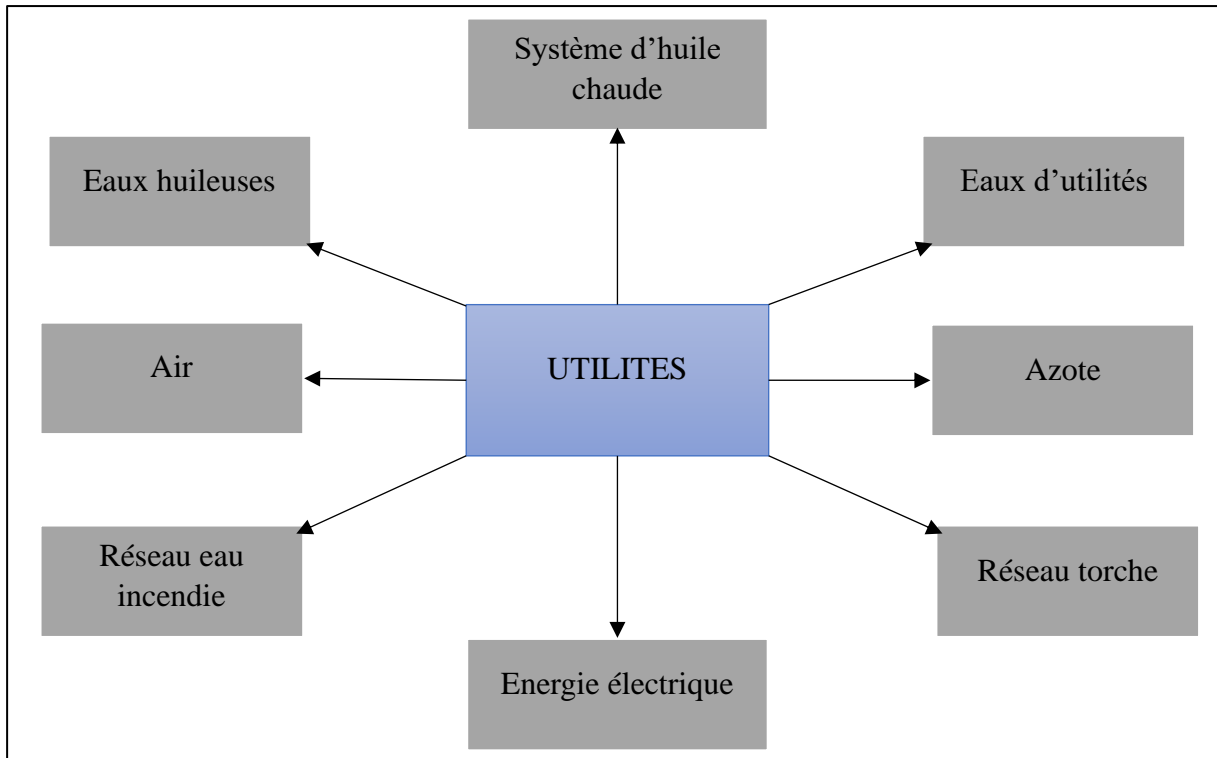 Système d’huile
chaude
Eaux huileuses
Eaux d’utilités
Air
UTILITES
Azote
Réseau eau
incendie
Réseau torche
Energie électrique